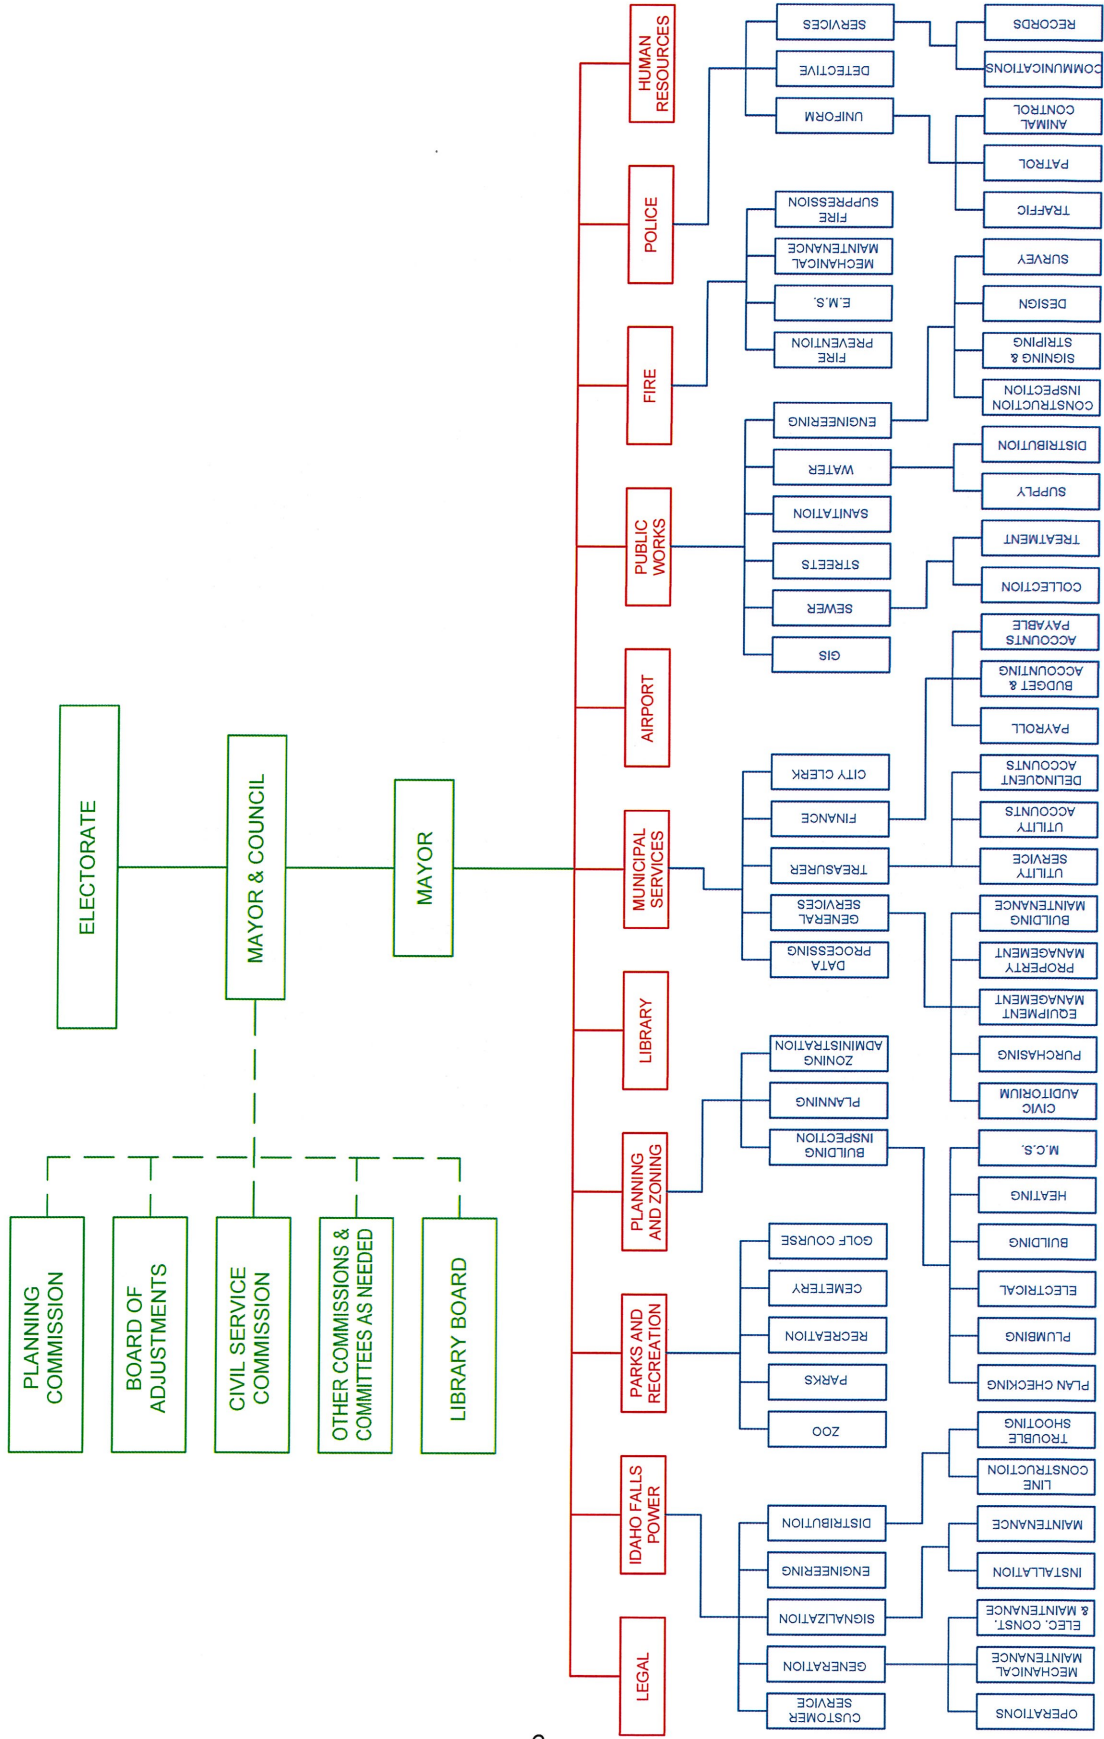 ELECTORATE
MAYOR & COUNCIL
MAYOR
PLANNING
COMMISSION
BOARD OF
ADJUSTMENTS
CIVIL SERVICE
COMMISSION
OTHER COMMISSIONS &
COMMITTEES AS NEEDED
LIBRARY BOARD
LEGAL
IDAHO FALLS
POWER
PARKS AND
RECREATION
PLANNING
AND ZONING
LIBRARY
MUNICIPAL
SERVICES
AIRPORT
PUBLIC
WORKS
FIRE
POLICE
HUMAN
RESOURCES
CUSTOMER
SERVICE
GENERATION
SIGNALIZATION
ENGINEERING
DISTRIBUTION
ZOO
PARKS
RECREATION
CEMETERY
GOLF COURSE
BUILDING
INSPECTION
PLANNING
ZONING
ADMINISTRATION
DATA
PROCESSING
GENERAL
SERVICES
TREASURER
FINANCE
CITY CLERK
GIS
SEWER
STREETS
SANITATION
WATER
ENGINEERING
FIRE
PREVENTION
E.M.S.
MECHANICAL
MAINTENANCE
FIRE
SUPPRESSION
UNIFORM
DETECTIVE
SERVICES
OPERATIONS
MECHANICAL
MAINTENANCE
ELEC. CONST.
& MAINTENANCE
INSTALLATION
MAINTENANCE
LINE
CONSTRUCTION
TROUBLE
SHOOTING
PLAN CHECKING
PLUMBING
ELECTRICAL
BUILDING
HEATING
M.C.S.
CIVIC
AUDITORIUM
PURCHASING
EQUIPMENT
MANAGEMENT
PROPERTY
MANAGEMENT
BUILDING
MAINTENANCE
UTILITY
SERVICE
UTILITY
ACCOUNTS
DELINQUENT
ACCOUNTS
PAYROLL
BUDGET &
ACCOUNTING
ACCOUNTS
PAYABLE
COLLECTION
TREATMENT
SUPPLY
DISTRIBUTION
CONSTRUCTION
INSPECTION
SIGNING &
STRIPING
DESIGN
SURVEY
TRAFFIC
PATROL
ANIMAL
CONTROL
COMMUNICATIONS
RECORDS